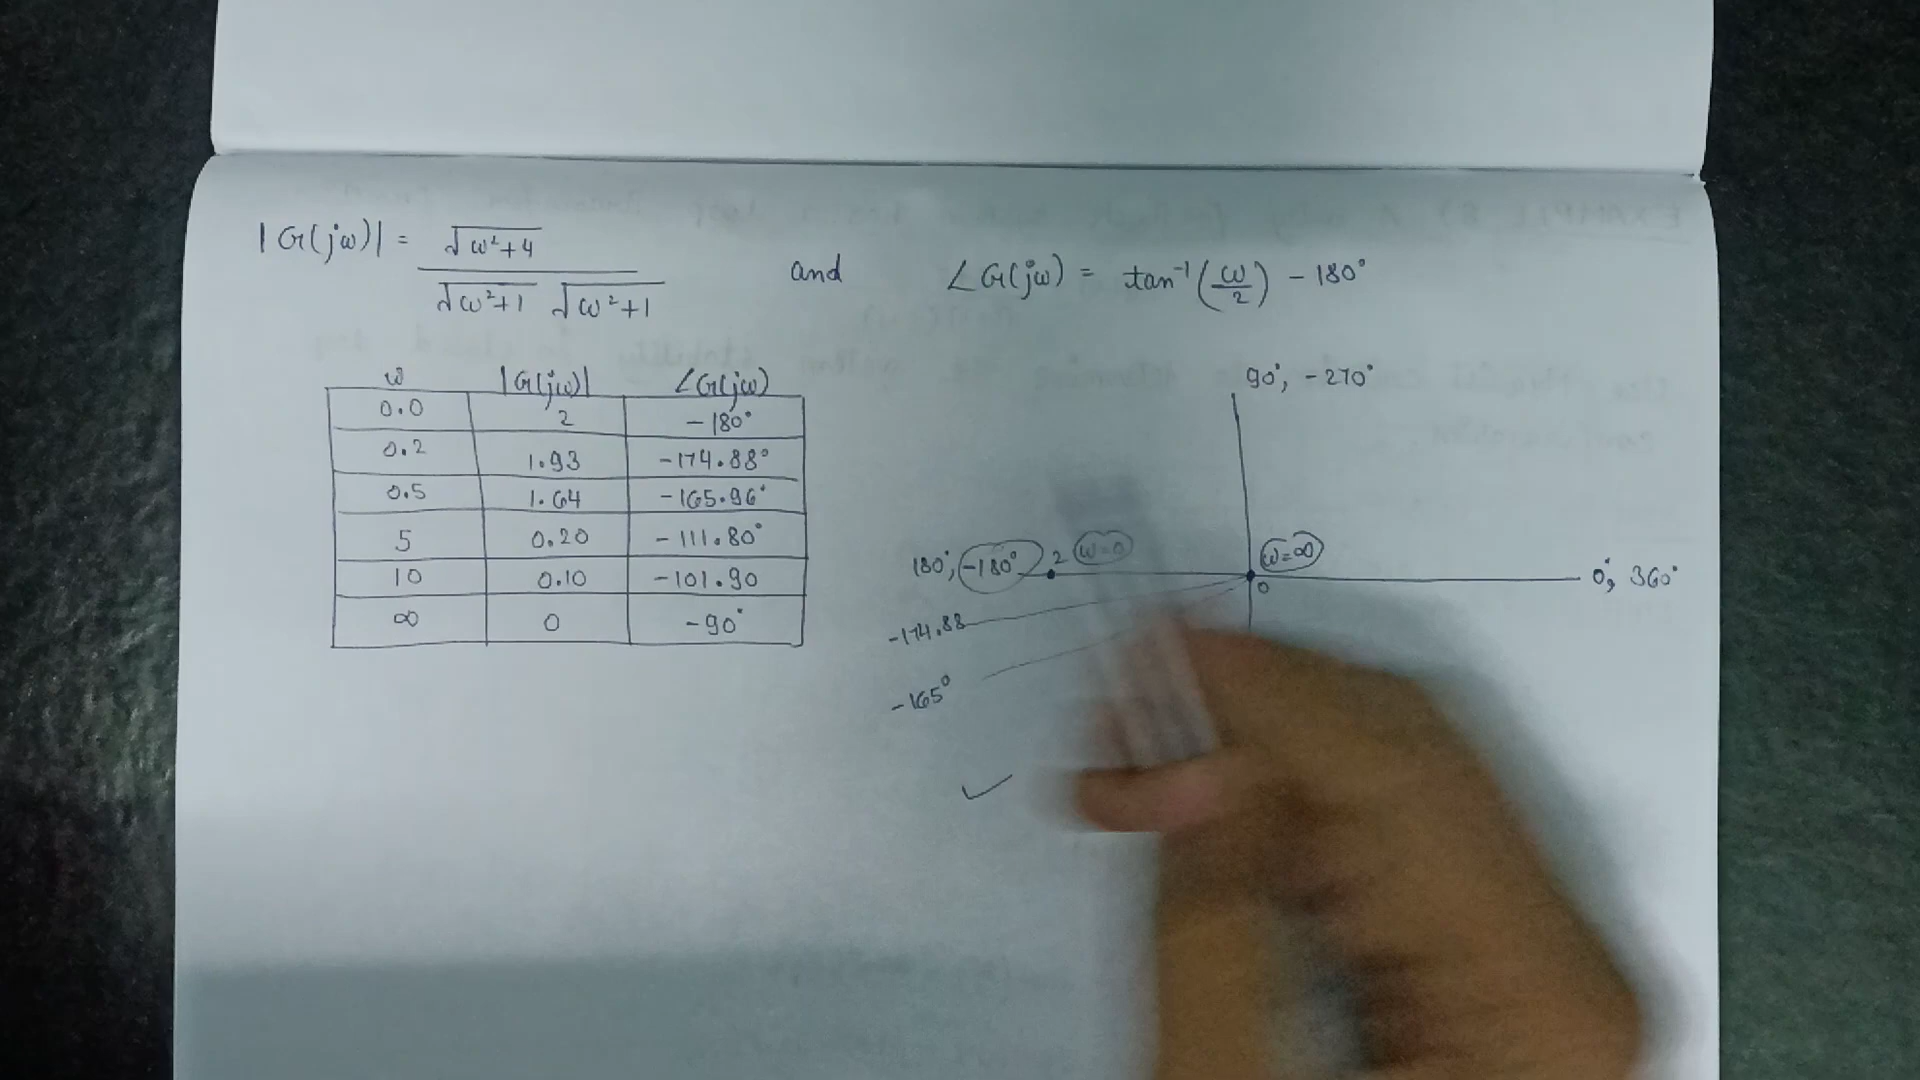 |G(jω)| = √ω²+4 / √ω²+1 √ω²+1 and ∠G(jω) = tan⁻¹(ω/2) − 180°
ω |G(jω)| ∠G(jω)
0.0 2 −180°
0.2 1.93 −174.88°
0.5 1.64 −165.96°
5 0.20 −111.80°
10 0.10 −101.90
∞ 0 −90°
90°, −270°
180°, −180° 2 ω=0 ω=∞ 0°, 360°
0
−174.88
−165°